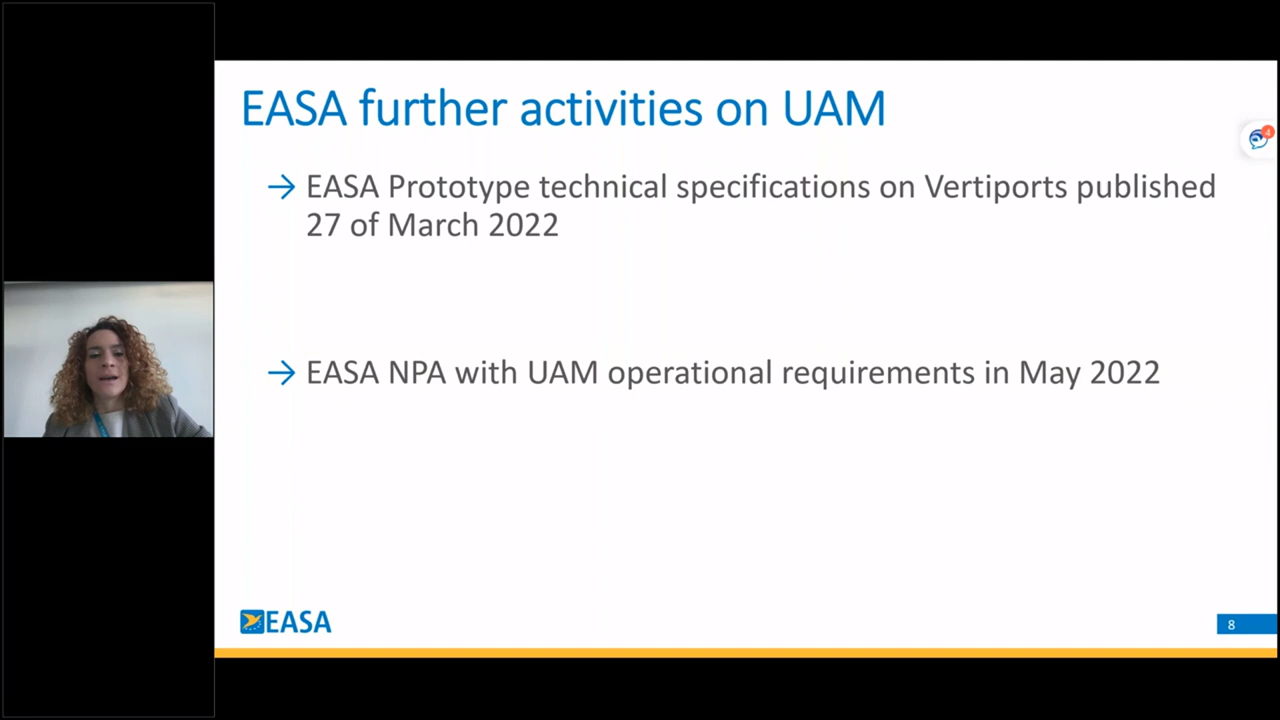 EASA further activities on UAM
→ EASA Prototype technical specifications on Vertiports published
27 of March 2022
→ EASA NPA with UAM operational requirements in May 2022
EASA
8
4